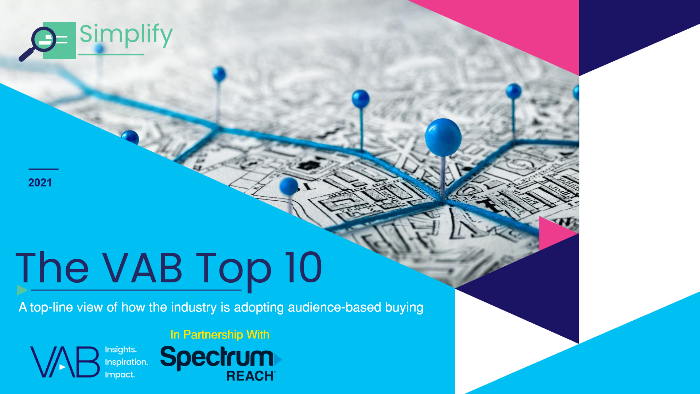 Simplify
2021
The VAB Top 10
A top-line view of how the industry is adopting audience-based buying
In Partnership With
VAB
Insights.
Inspiration.
Impact.
Spectrum
REACH